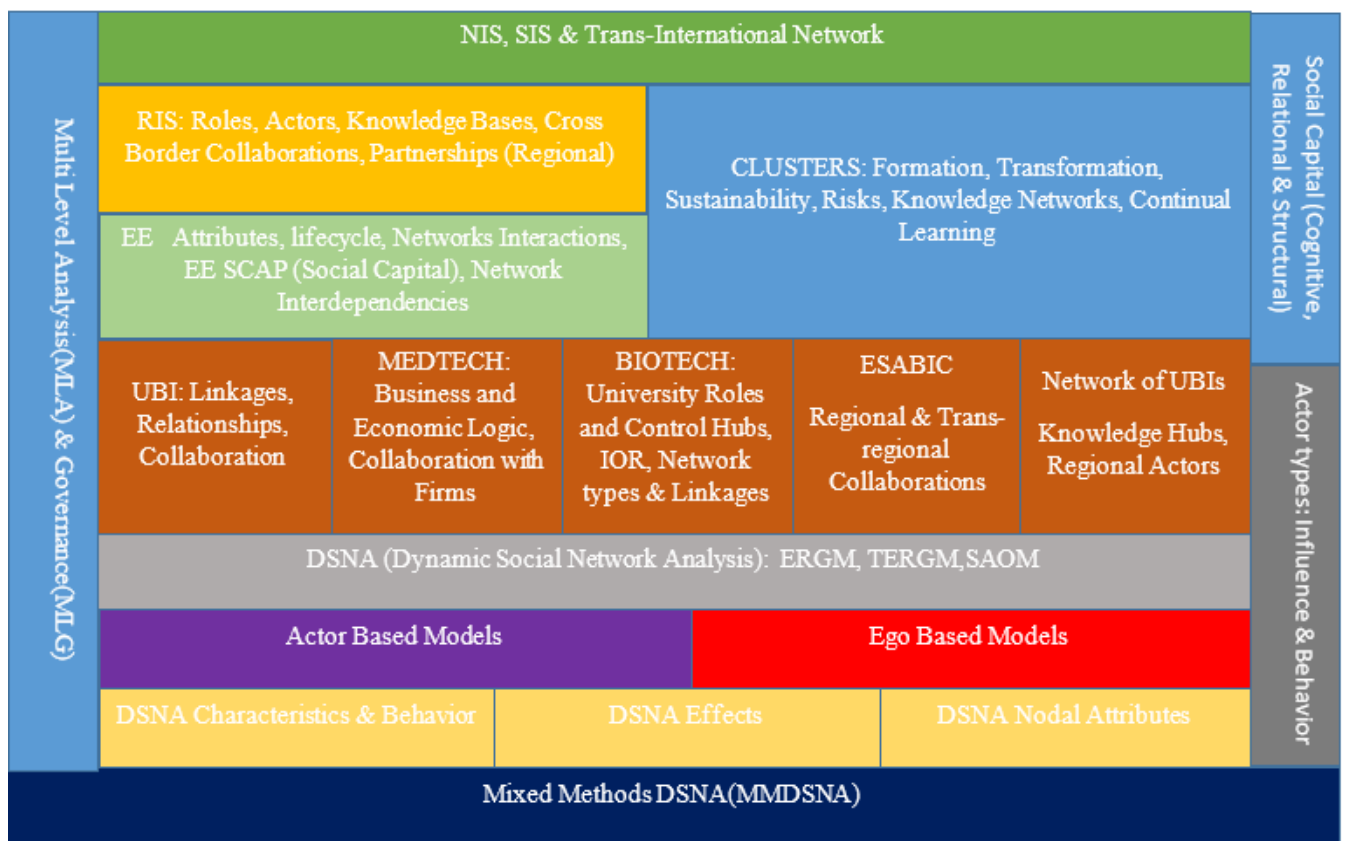 NIS, SIS & Trans-International Network
Multi Level Analysis(MLA) & Governance(MLG)
Social Capital (Cognitive,
Relational & Structural)
RIS: Roles, Actors, Knowledge Bases, Cross
Border Collaborations, Partnerships (Regional)
CLUSTERS: Formation, Transformation,
Sustainability, Risks, Knowledge Networks, Continual
Learning
EE Attributes, lifecycle, Networks Interactions,
EE SCAP (Social Capital), Network
Interdependencies
UBI: Linkages,
Relationships,
Collaboration
MEDTECH:
Business and
Economic Logic,
Collaboration with
Firms
BIOTECH:
University Roles
and Control Hubs,
IOR, Network
types & Linkages
ESABIC
Regional & Trans-
regional
Collaborations
Network of UBIs
Knowledge Hubs,
Regional Actors
Actor types: Influence & Behavior
DSNA (Dynamic Social Network Analysis): ERGM, TERGM,SAOM
Actor Based Models
Ego Based Models
DSNA Characteristics & Behavior
DSNA Effects
DSNA Nodal Attributes
Mixed Methods DSNA(MMDSNA)